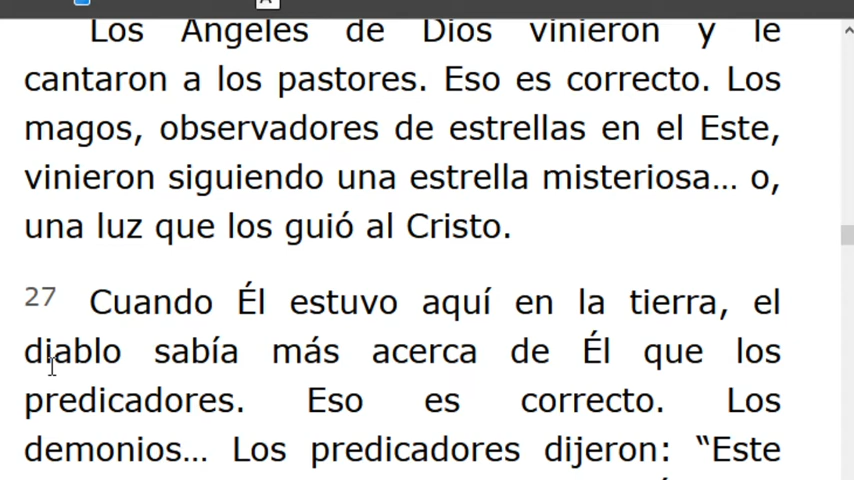 Los Ángeles de Dios vinieron y le
cantaron a los pastores. Eso es correcto. Los
magos, observadores de estrellas en el Este,
vinieron siguiendo una estrella misteriosa… o,
una luz que los guió al Cristo.
27 Cuando Él estuvo aquí en la tierra, el
diablo sabía más acerca de Él que los
predicadores. Eso es correcto. Los
demonios… Los predicadores dijeron: “Este